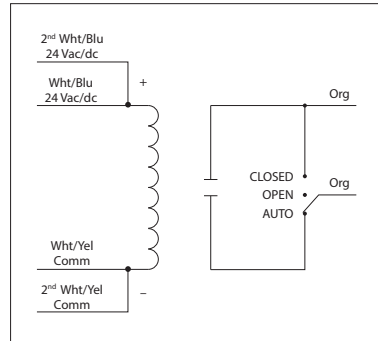 2nd Wht/Blu
24 Vac/dc
Wht/Blu
24 Vac/dc
+
Org
CLOSED
OPEN
AUTO
Org
Wht/Yel
Comm
2nd Wht/Yel
Comm
–